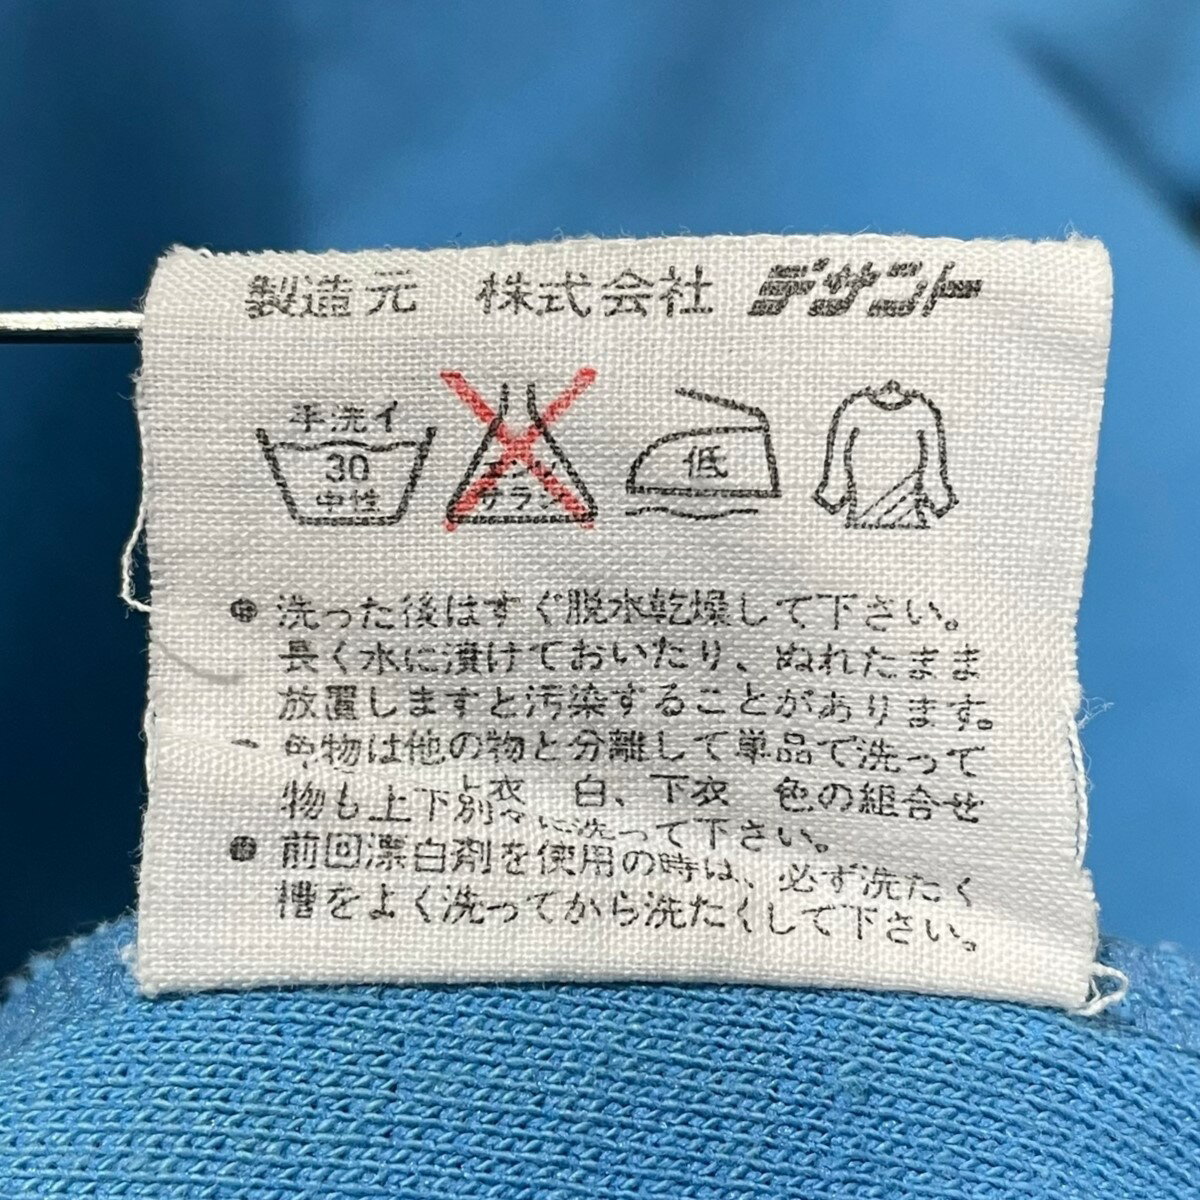 製造元 株式会社 デサント
手洗イ
30
中性
エンソ
サラシ
低
● 洗った後はすぐ脱水乾燥して下さい。
長く水に漬けておいたり、ぬれたまま
放置しますと汚染することがあります。
色物は他の物と分離して単品で洗って
上衣 白、下衣 色の組合せ
物も上下別々に洗って下さい。
● 前回漂白剤を使用の時は、必ず洗たく
槽をよく洗ってから洗たくして下さい。